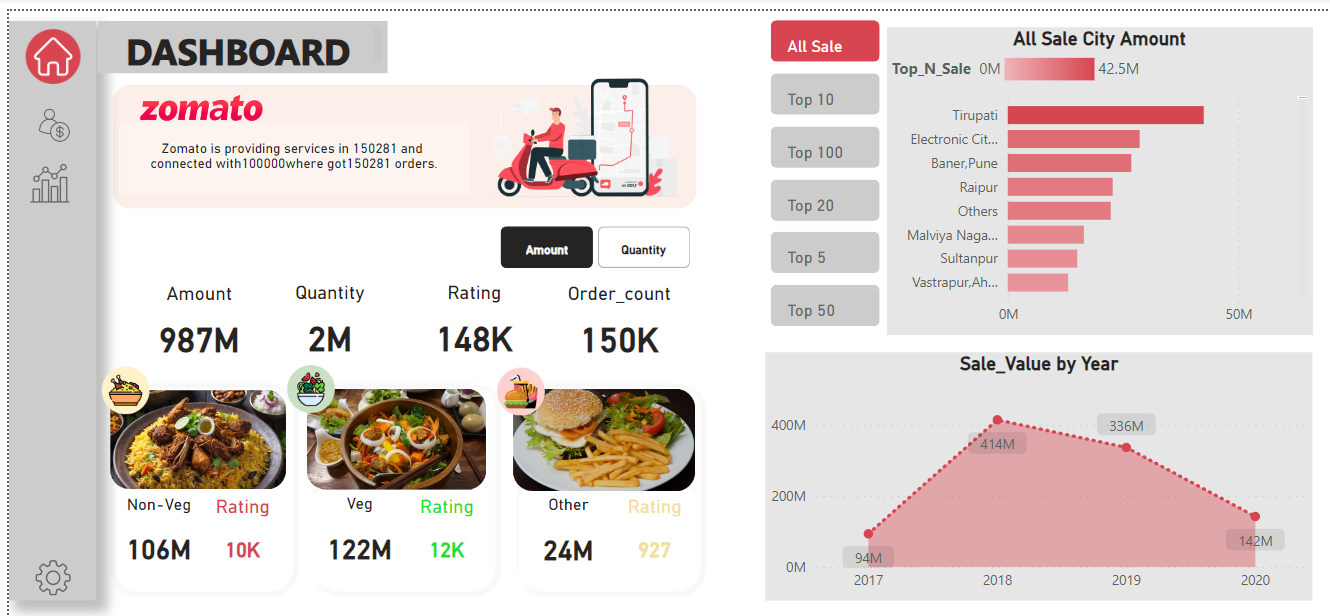 DASHBOARD
zomato
Zomato is providing services in 150281 and
connected with100000where got150281 orders.
Amount
Quantity
Amount
Quantity
Rating
Order_count
987M
2M
148K
150K
Non-Veg
Rating
106M
10K
Veg
Rating
122M
12K
Other
Rating
24M
927
All Sale
Top 10
Top 100
Top 20
Top 5
Top 50
All Sale City Amount
Top_N_Sale 0M 42.5M
Tirupati
Electronic Cit...
Baner,Pune
Raipur
Others
Malviya Naga...
Sultanpur
Vastrapur,Ah...
0M 50M
Sale_Value by Year
400M
200M
0M
94M
414M
336M
142M
2017 2018 2019 2020